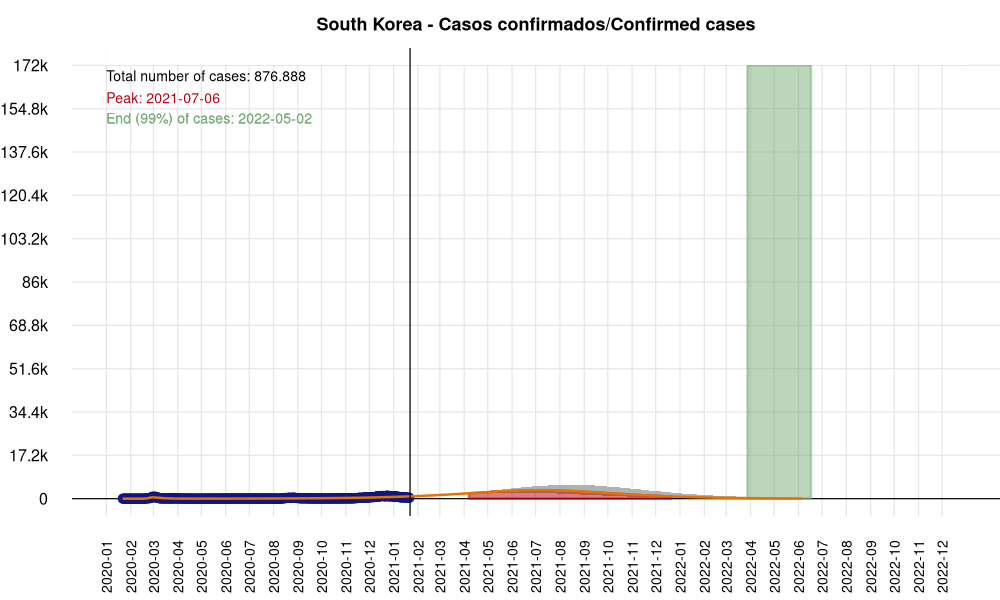 South Korea - Casos confirmados/Confirmed cases
172k
154.8k
137.6k
120.4k
103.2k
86k
68.8k
51.6k
34.4k
17.2k
0
Total number of cases: 876.888
Peak: 2021-07-06
End (99%) of cases: 2022-05-02
2020-01
2020-02
2020-03
2020-04
2020-05
2020-06
2020-07
2020-08
2020-09
2020-10
2020-11
2020-12
2021-01
2021-02
2021-03
2021-04
2021-05
2021-06
2021-07
2021-08
2021-09
2021-10
2021-11
2021-12
2022-01
2022-02
2022-03
2022-04
2022-05
2022-06
2022-07
2022-08
2022-09
2022-10
2022-11
2022-12